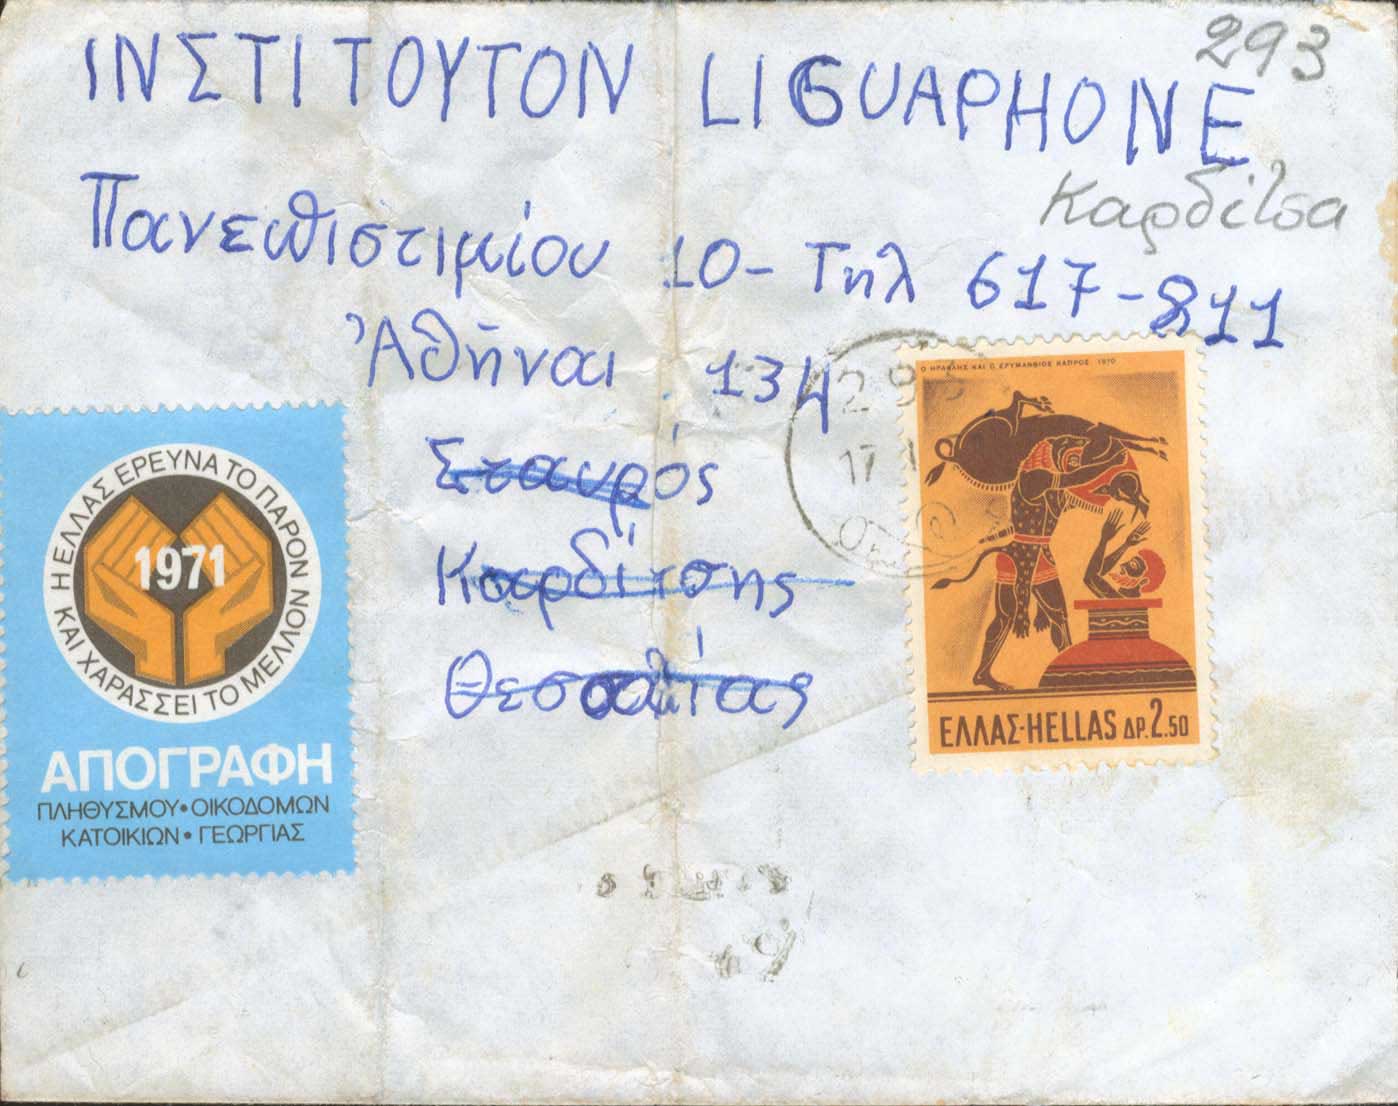 293
ΙΝΣΤΙΤΟΥΤΟΝ LIGUAPHONE
Καρδίτσα
Πανεπιστιμίου 10 - Τηλ 617-811
Ἀθῆναι 134
Σταυρός
Καρδίτσης
Θεσσαλίας
Η ΕΛΛΑΣ ΕΡΕΥΝΑ ΤΟ ΠΑΡΟΝ
ΚΑΙ ΧΑΡΑΣΣΕΙ ΤΟ ΜΕΛΛΟΝ
1971
ΑΠΟΓΡΑΦΗ
ΠΛΗΘΥΣΜΟΥ•ΟΙΚΟΔΟΜΩΝ
ΚΑΤΟΙΚΙΩΝ • ΓΕΩΡΓΙΑΣ
Ο ΗΡΑΚΛΗΣ ΚΑΙ Ο ΕΡΥΜΑΝΘΙΟΣ ΚΑΠΡΟΣ 1970
ΕΛΛΑΣ-HELLAS ΔΡ.2.50